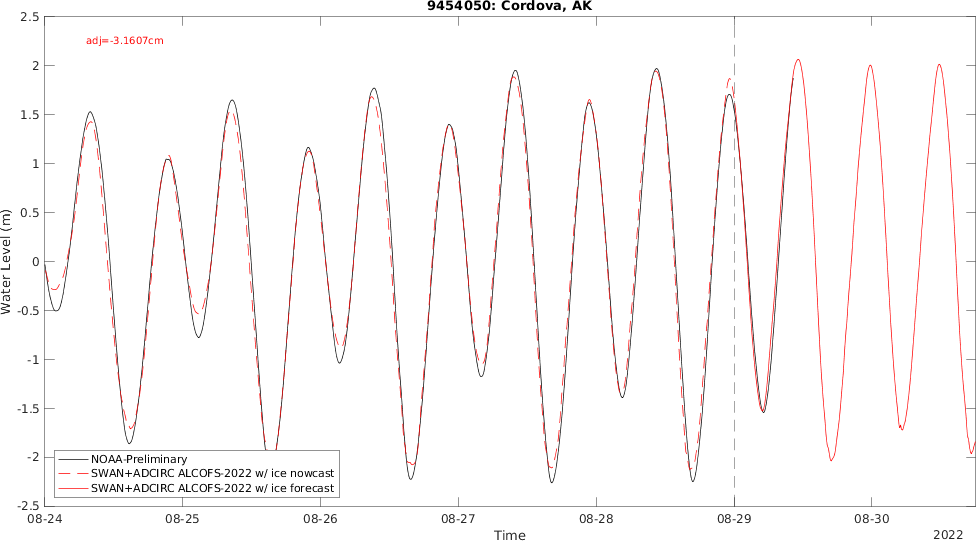 9454050: Cordova, AK
adj=-3.1607cm
2.5
2
1.5
1
0.5
0
-0.5
-1
-1.5
-2
-2.5
Water Level (m)
NOAA-Preliminary
SWAN+ADCIRC ALCOFS-2022 w/ ice nowcast
SWAN+ADCIRC ALCOFS-2022 w/ ice forecast
08-24 08-25 08-26 08-27 08-28 08-29 08-30
Time
2022